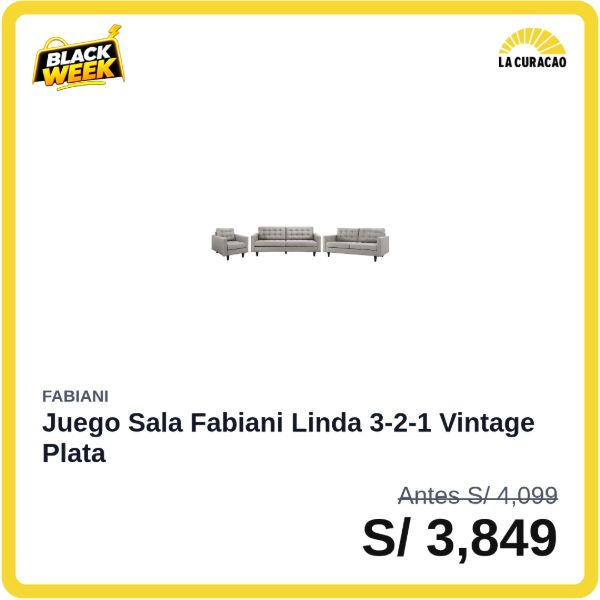 BLACK
WEEK
LA CURACAO
FABIANI
Juego Sala Fabiani Linda 3-2-1 Vintage
Plata
Antes S/ 4,099
S/ 3,849